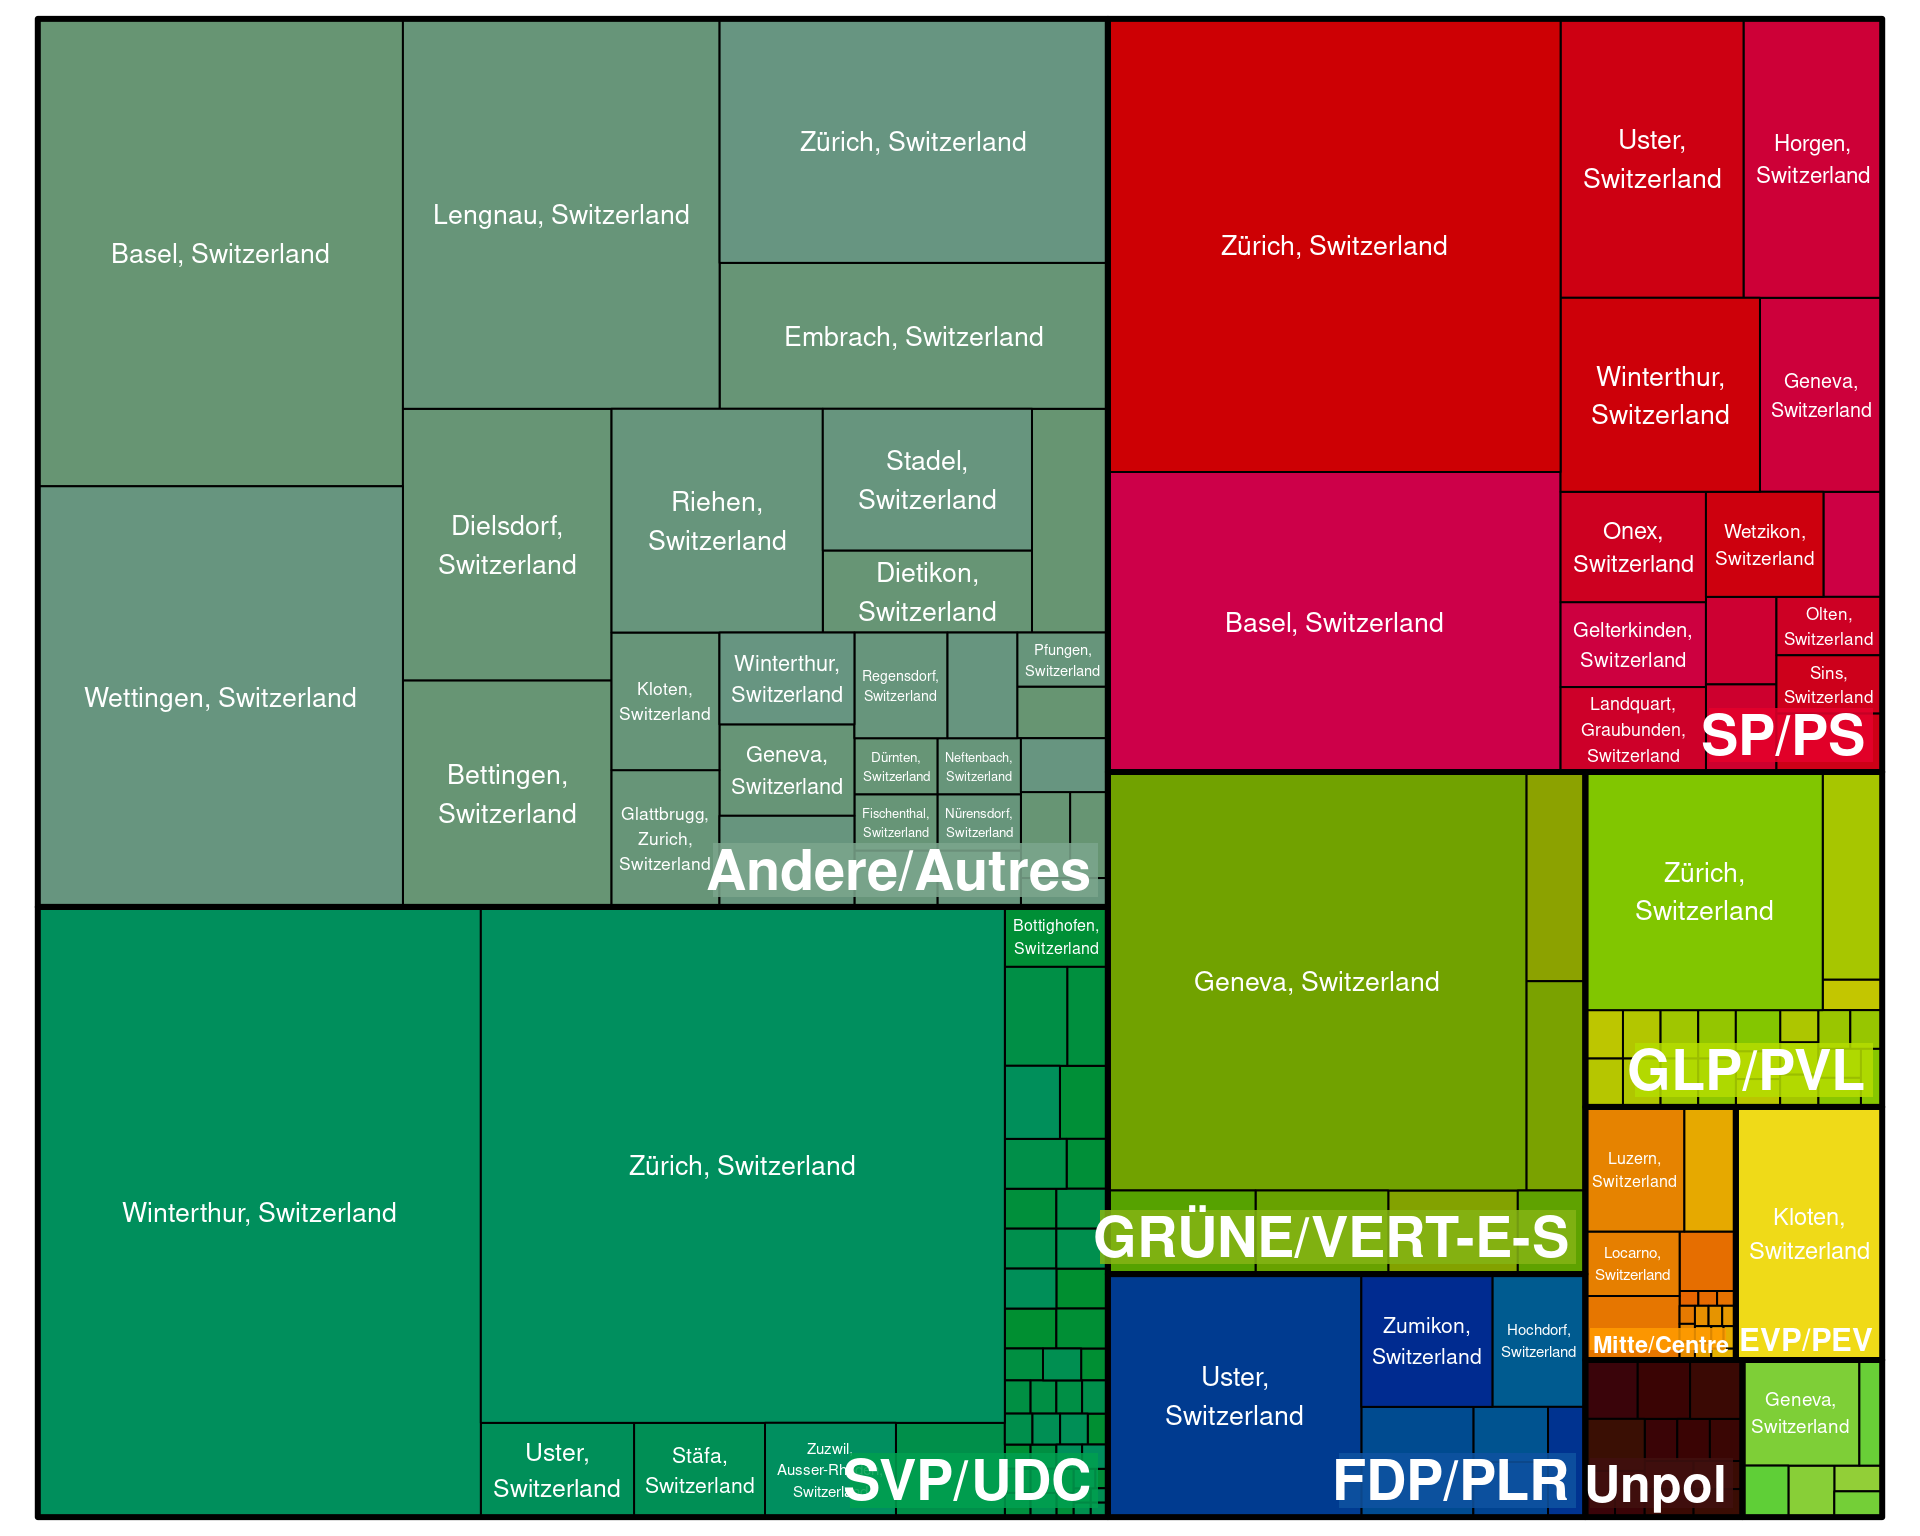 Basel, Switzerland
Lengnau, Switzerland
Zürich, Switzerland
Embrach, Switzerland
Wettingen, Switzerland
Dielsdorf,
Switzerland
Riehen,
Switzerland
Stadel,
Switzerland
Dietikon,
Switzerland
Bettingen,
Switzerland
Kloten,
Switzerland
Winterthur,
Switzerland
Regensdorf,
Switzerland
Pfungen,
Switzerland
Geneva,
Switzerland
Dürnten,
Switzerland
Neftenbach,
Switzerland
Glattbrugg,
Zurich,
Switzerland
Fischenthal,
Switzerland
Nürensdorf,
Switzerland
Andere/Autres
Zürich, Switzerland
Uster,
Switzerland
Horgen,
Switzerland
Winterthur,
Switzerland
Geneva,
Switzerland
Basel, Switzerland
Onex,
Switzerland
Wetzikon,
Switzerland
Gelterkinden,
Switzerland
Olten,
Switzerland
Sins,
Switzerland
Landquart,
Graubunden,
Switzerland
SP/PS
Winterthur, Switzerland
Zürich, Switzerland
Bottighofen,
Switzerland
Uster,
Switzerland
Stäfa,
Switzerland
Zuzwil,
SVP/UDC
Geneva, Switzerland
GRÜNE/VERT-E-S
Zürich,
Switzerland
GLP/PVL
Luzern,
Switzerland
Locarno,
Switzerland
Mitte/Centre
Kloten,
Switzerland
EVP/PEV
Uster,
Switzerland
Zumikon,
Switzerland
Hochdorf,
Switzerland
FDP/PLR
Unpol
Geneva,
Switzerland